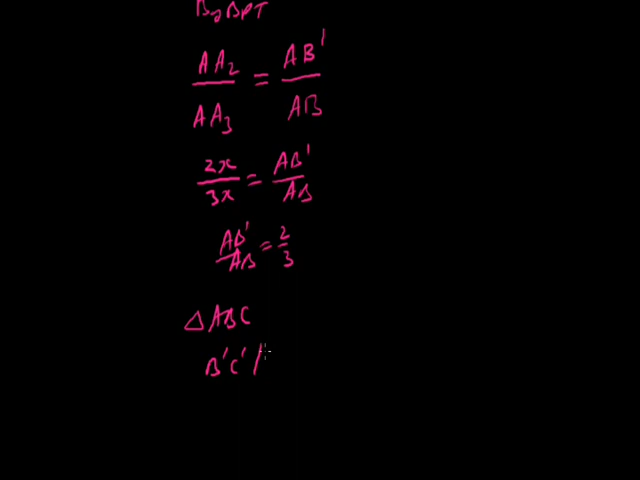 By BPT
AA₂/AA₃ = AB'/AB
2x/3x = AB'/AB
AB'/AB = 2/3
△ ABC
B'C' /